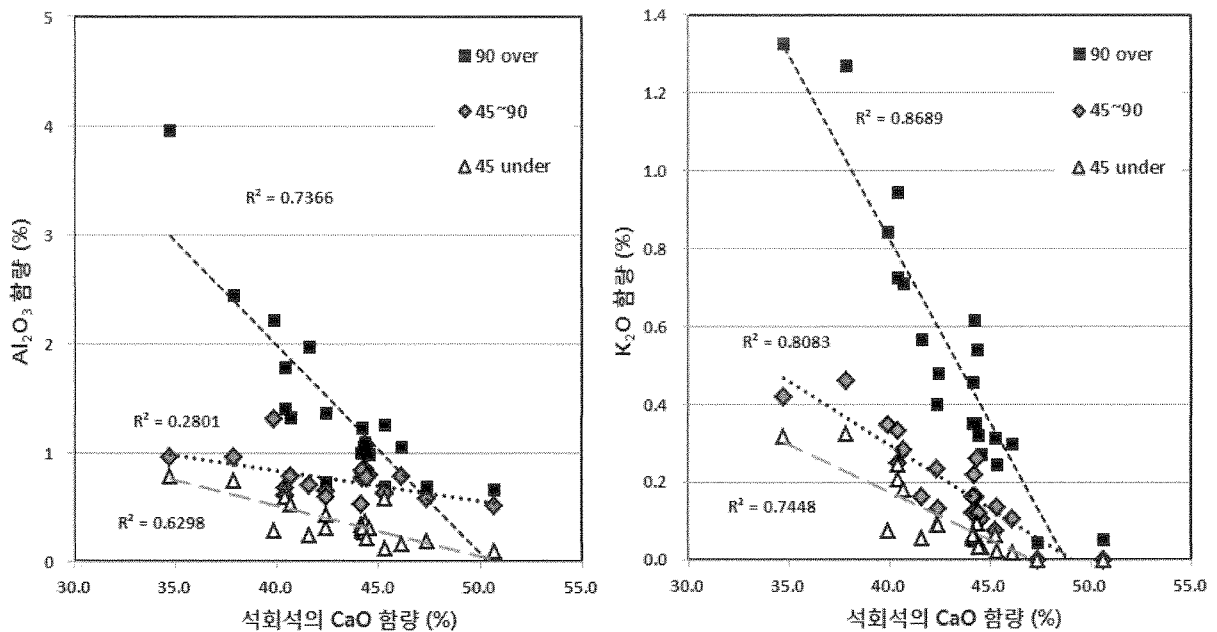 5
4
3
2
1
0
Al₂O₃ 함량 (%)
90 over
45~90
45 under
R² = 0.7366
R² = 0.2801
R² = 0.6298
30.0 35.0 40.0 45.0 50.0 55.0
석회석의 CaO 함량 (%)
1.4
1.2
1.0
0.8
0.6
0.4
0.2
0.0
K₂O 함량 (%)
90 over
45~90
45 under
R² = 0.8689
R² = 0.8083
R² = 0.7448
30.0 35.0 40.0 45.0 50.0 55.0
석회석의 CaO 함량 (%)